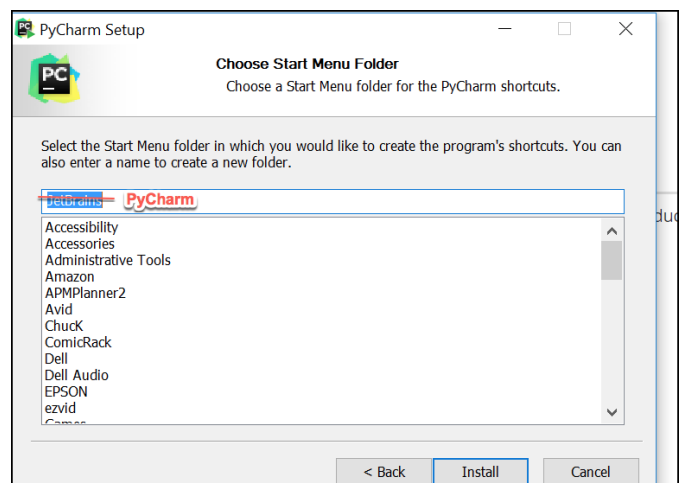 PyCharm Setup
PC
Choose Start Menu Folder
Choose a Start Menu folder for the PyCharm shortcuts.
Select the Start Menu folder in which you would like to create the program's shortcuts. You can
also enter a name to create a new folder.
JetBrains PyCharm
Accessibility
Accessories
Administrative Tools
Amazon
APMPlanner2
Avid
ChucK
ComicRack
Dell
Dell Audio
EPSON
ezvid
Games
< Back Install Cancel